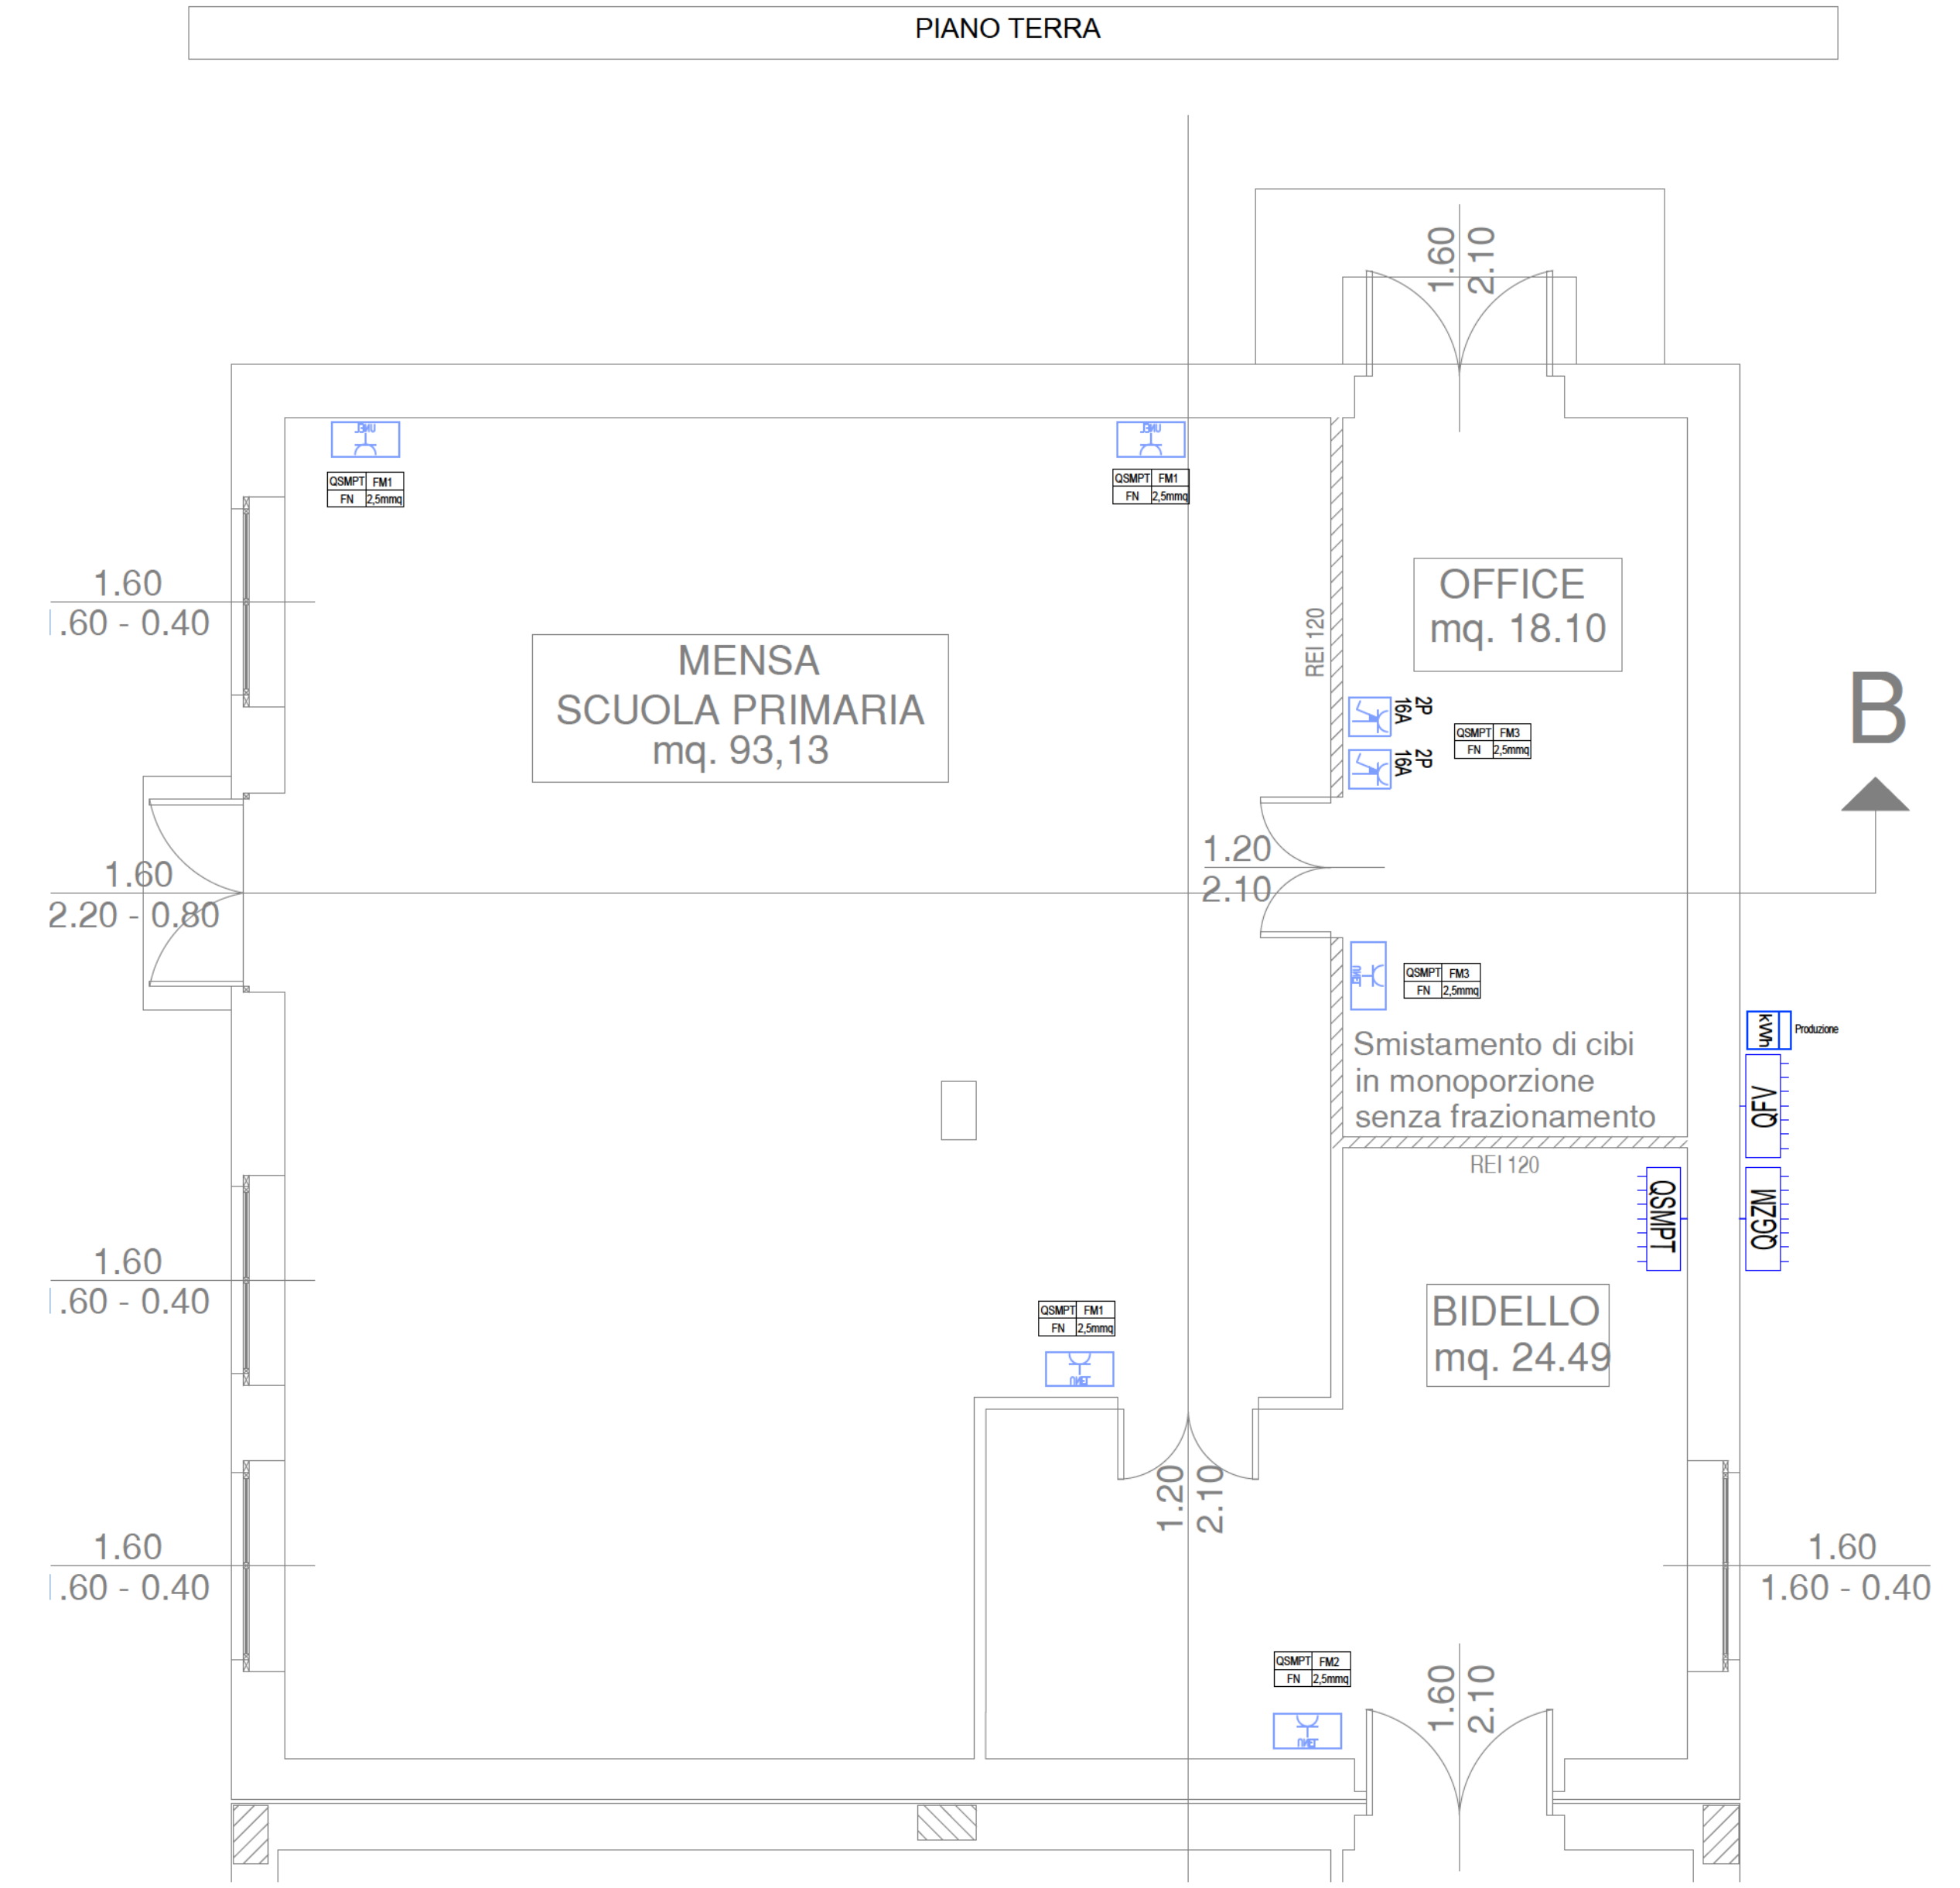 PIANO TERRA
1.60
2.10
UNEL
UNEL
QSMPT FM1
FN 2,5mmq
QSMPT FM1
FN 2,5mmq
1.60
.60 - 0.40
OFFICE
mq. 18.10
REI 120
MENSA
SCUOLA PRIMARIA
mq. 93,13
2P
16A
QSMPT FM3
FN 2,5mmq
2P
16A
B
1.20
2.10
1.60
2.20 - 0.80
UNEL
QSMPT FM3
FN 2,5mmq
kWh
Produzione
Smistamento di cibi
in monoporzione
senza frazionamento
QFV
REI 120
QSMPT
QGZM
1.60
.60 - 0.40
BIDELLO
mq. 24.49
QSMPT FM1
FN 2,5mmq
UNEL
1.20
2.10
1.60
.60 - 0.40
1.60
1.60 - 0.40
QSMPT FM2
FN 2,5mmq
UNEL
1.60
2.10